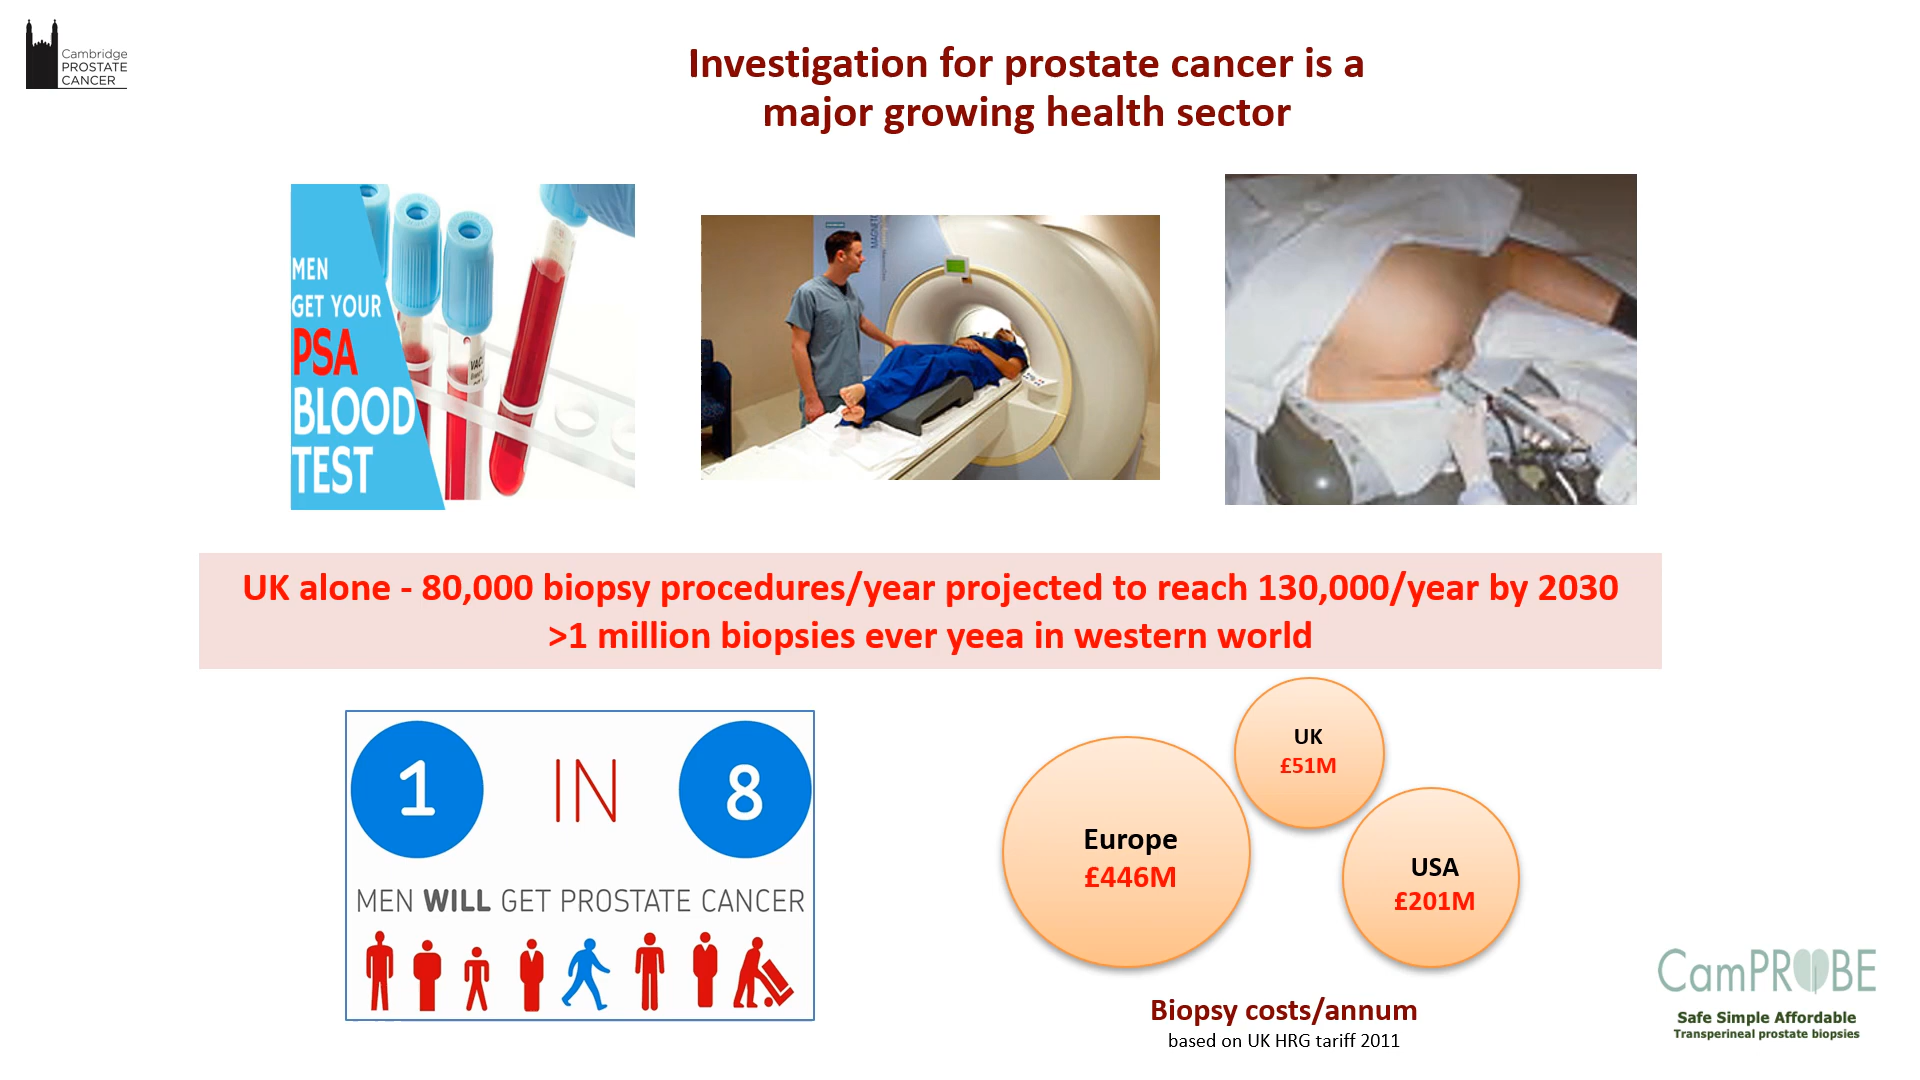 Cambridge
PROSTATE
CANCER
Investigation for prostate cancer is a
major growing health sector
MEN
GET YOUR
PSA
BLOOD
TEST
VAC
UK alone - 80,000 biopsy procedures/year projected to reach 130,000/year by 2030
>1 million biopsies ever yeea in western world
1 IN 8
MEN WILL GET PROSTATE CANCER
UK
£51M
Europe
£446M
USA
£201M
Biopsy costs/annum
based on UK HRG tariff 2011
CamPROBE
Safe Simple Affordable
Transperineal prostate biopsies